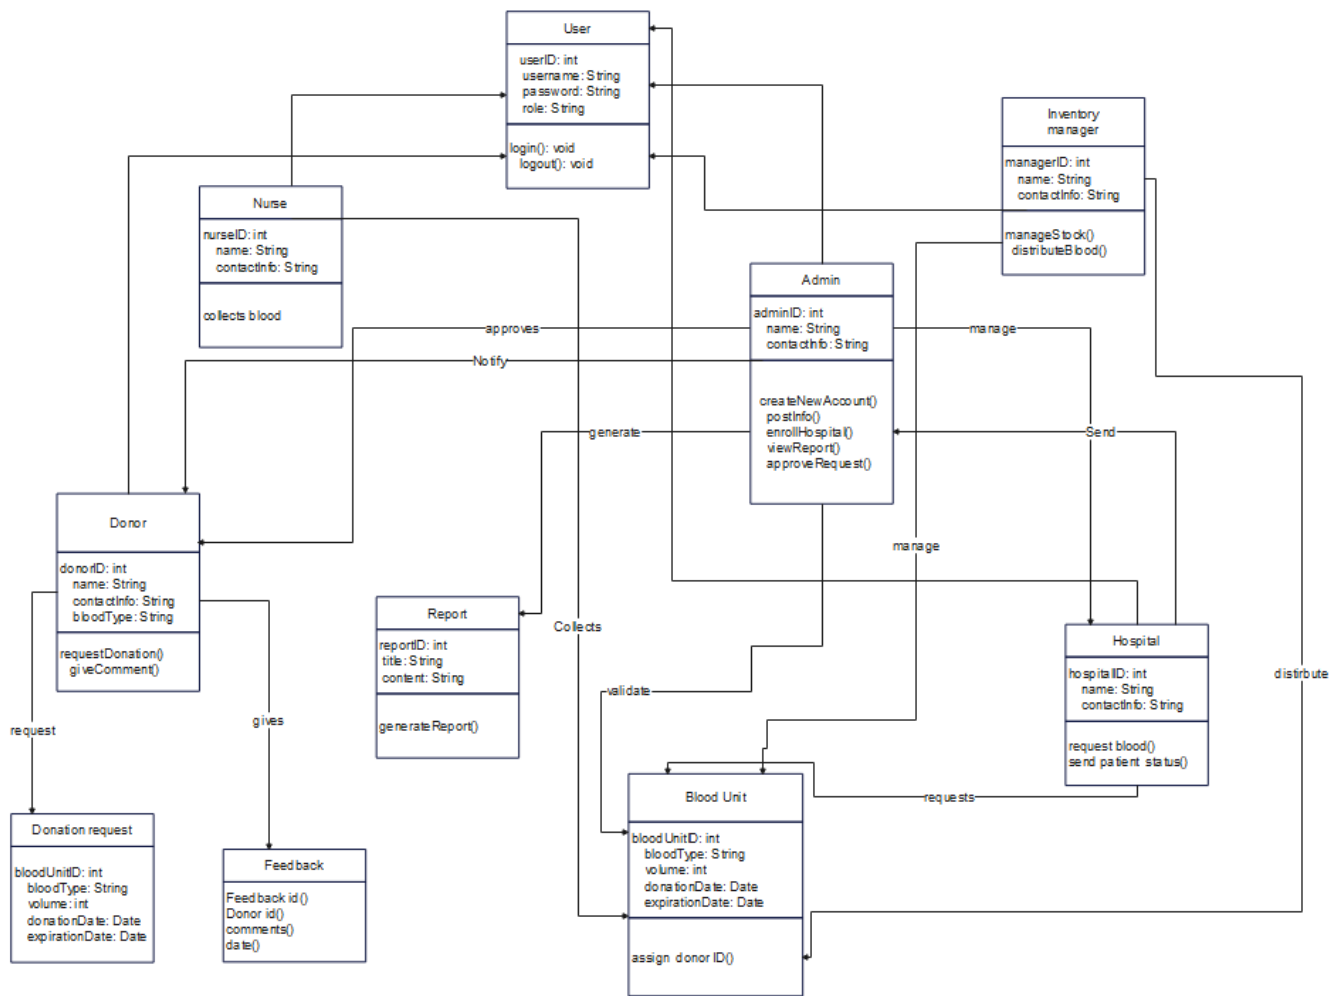 User
userID: int
username: String
password: String
role: String
login(): void
logout(): void
Inventory
manager
managerID: int
name: String
contactInfo: String
manageStock()
distributeBlood()
Nurse
nurseID: int
name: String
contactInfo: String
collects blood
Admin
adminID: int
name: String
contactInfo: String
createNewAccount()
postInfo()
enrollHospital()
viewReport()
approveRequest()
approves
manage
Notify
generate
Send
Donor
donorID: int
name: String
contactInfo: String
bloodType: String
requestDonation()
giveComment()
manage
Report
reportID: int
title: String
content: String
generateReport()
Collects
Hospital
hospitalID: int
name: String
contactInfo: String
request blood()
send patient status()
distirbute
validate
gives
request
requests
Blood Unit
bloodUnitID: int
bloodType: String
volume: int
donationDate: Date
expirationDate: Date
assign donor ID()
Donation request
bloodUnitID: int
bloodType: String
volume: int
donationDate: Date
expirationDate: Date
Feedback
Feedback id()
Donor id()
comments()
date()